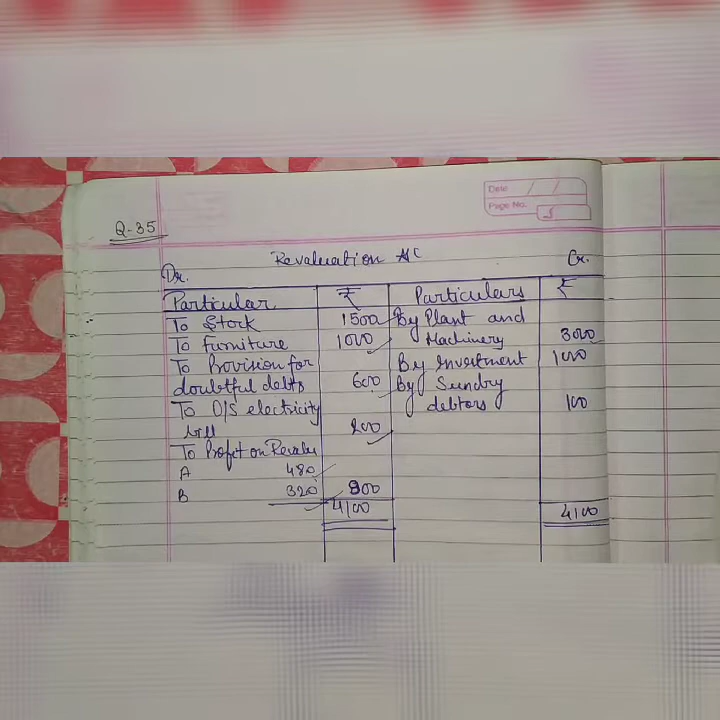 Date / /
Page No.
Q-35
Revaluation A/C
Dr. Cr.
Particular ₹ Particulars ₹
To Stock 1500 By Plant and
To Furniture 1000 Machinery 3000
To Provision for By Investment 1000
doubtful debts 600 By Sundry
To O/S electricity debtors 100
bill 200
To Profit on Revalu
A 480
B 320 800
4100 4100